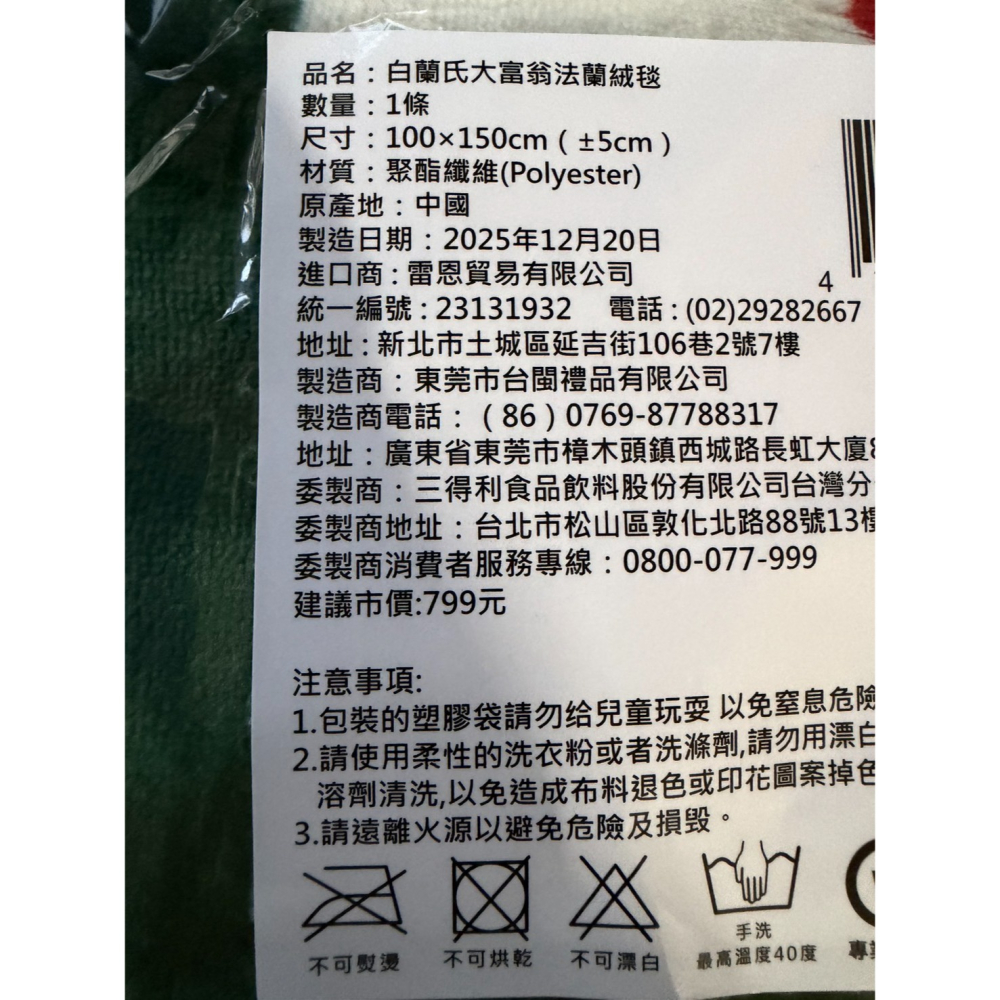 品名：白蘭氏大富翁法蘭絨毯
數量：1條
尺寸：100×150cm（±5cm）
材質：聚酯纖維(Polyester)
原產地：中國
製造日期：2025年12月20日
進口商：雷恩貿易有限公司
4
統一編號：23131932 電話：(02)29282667
地址：新北市土城區延吉街106巷2號7樓
製造商：東莞市台閩禮品有限公司
製造商電話：（86）0769-87788317
地址：廣東省東莞市樟木頭鎮西城路長虹大廈
委製商：三得利食品飲料股份有限公司台灣分
委製商地址：台北市松山區敦化北路88號13樓
委製商消費者服務專線：0800-077-999
建議市價:799元
注意事項:
1.包裝的塑膠袋請勿给兒童玩耍 以免窒息危險
2.請使用柔性的洗衣粉或者洗滌劑,請勿用漂白
溶劑清洗,以免造成布料退色或印花圖案掉色
3.請遠離火源以避免危險及損毀。
不可熨燙 不可烘乾 不可漂白 手洗 最高溫度40度